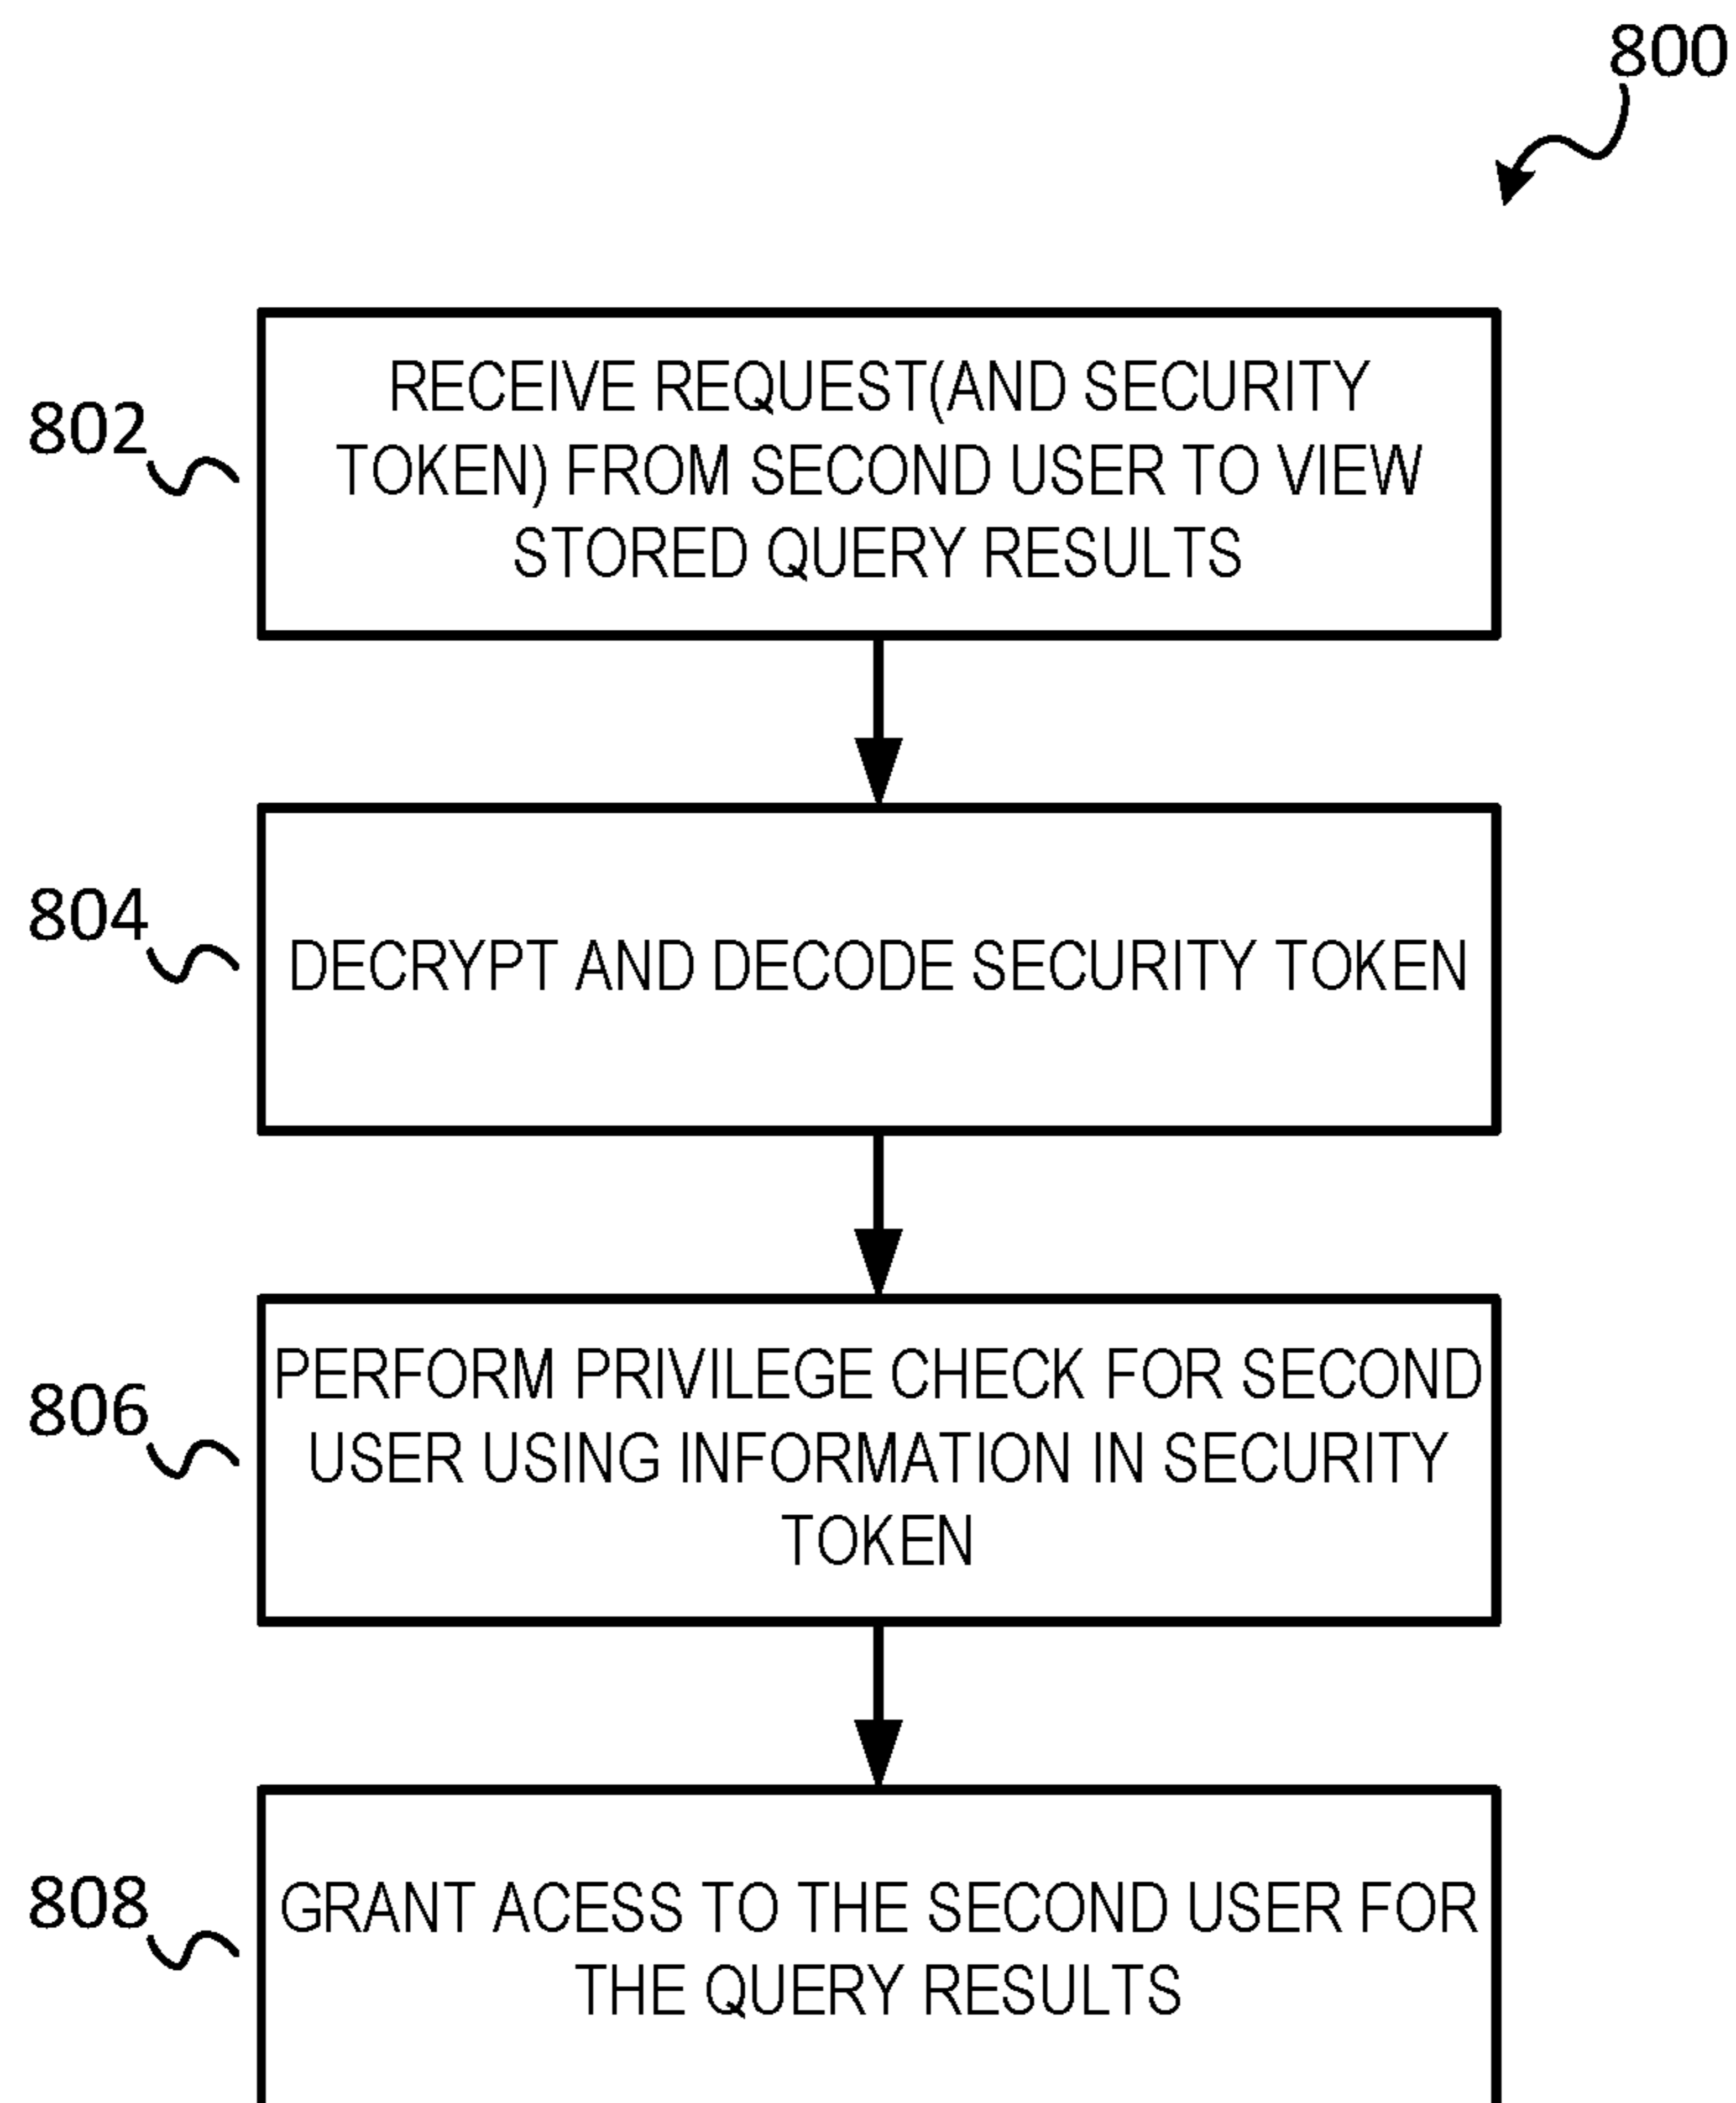 800
802
RECEIVE REQUEST(AND SECURITY
TOKEN) FROM SECOND USER TO VIEW
STORED QUERY RESULTS
804
DECRYPT AND DECODE SECURITY TOKEN
806
PERFORM PRIVILEGE CHECK FOR SECOND
USER USING INFORMATION IN SECURITY
TOKEN
808
GRANT ACESS TO THE SECOND USER FOR
THE QUERY RESULTS